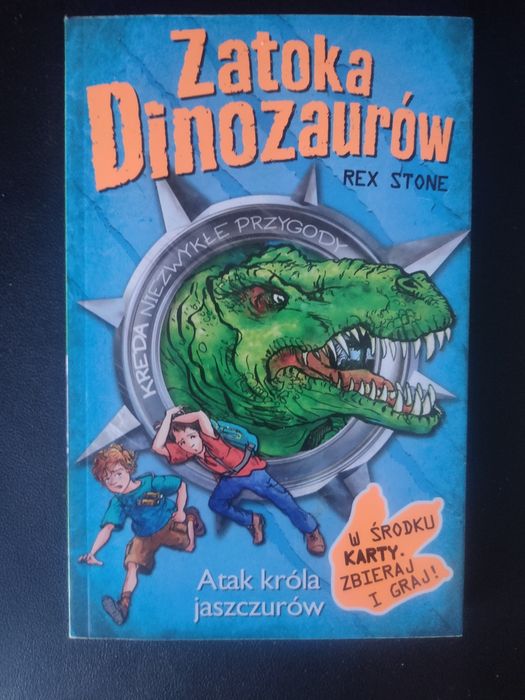 Zatoka
Dinozaurów
REX STONE
KREDA NIEZWYKŁE PRZYGODY
Atak króla
jaszczurów
W ŚRODKU
KARTY.
ZBIERAJ
I GRAJ!